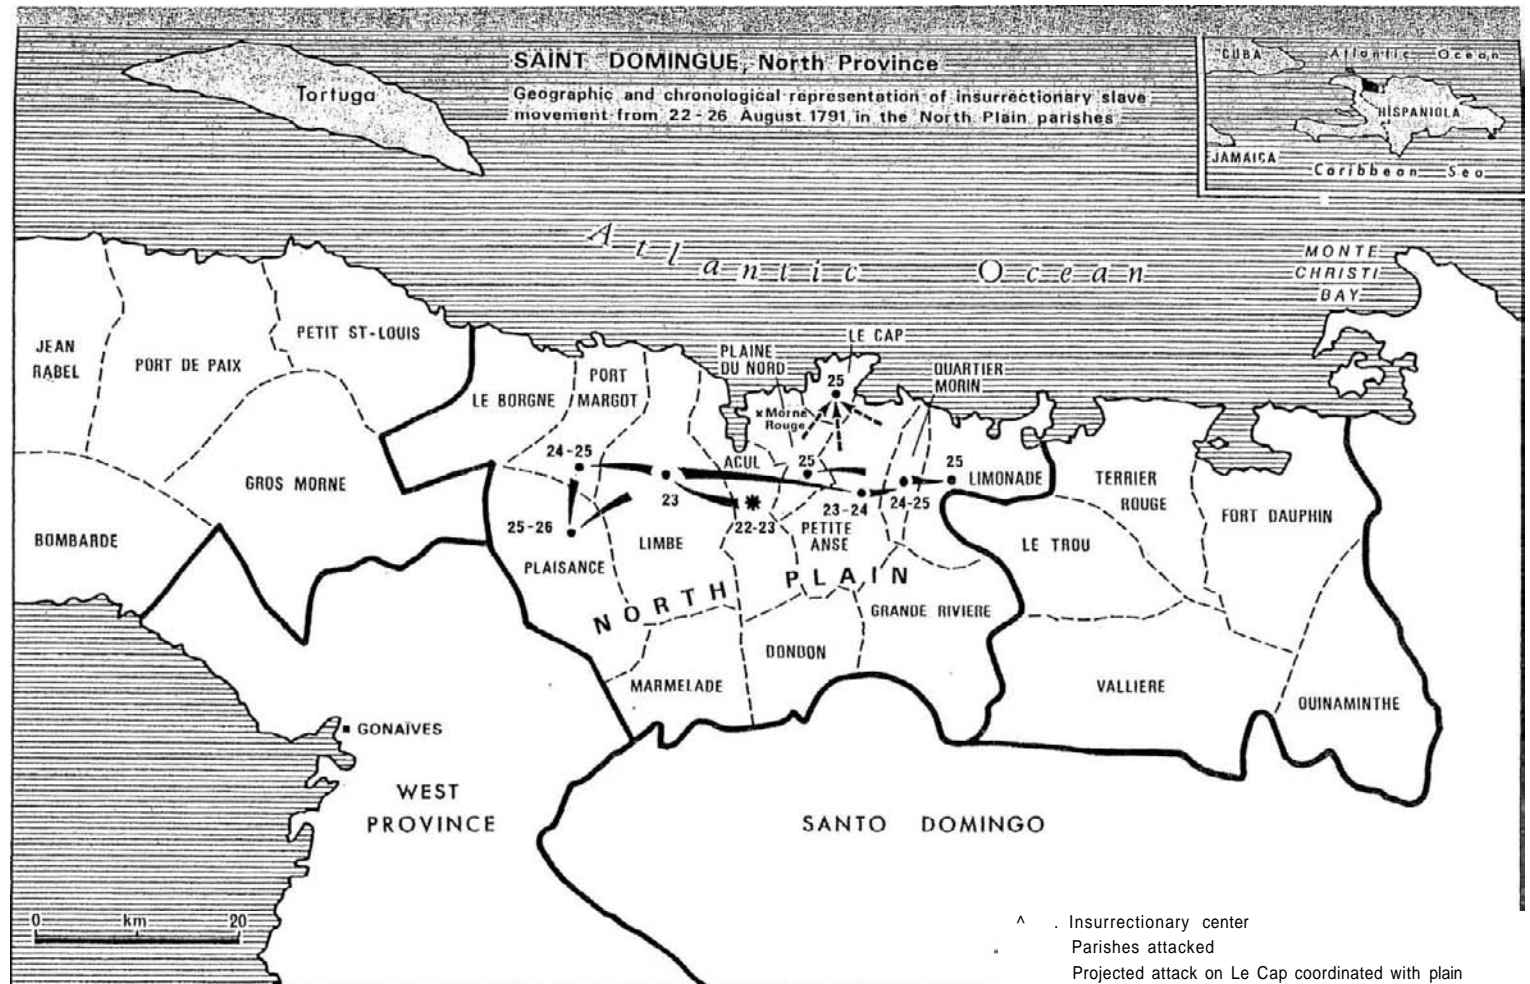 SAINT DOMINGUE, North Province
Geographic and chronological representation of insurrectionary slave
movement from 22-26 August 1791 in the North Plain parishes
Tortuga
CUBA
Atlantic Ocean
HISPANIOLA
JAMAICA
Caribbean Sea
Atlantic Ocean
MONTE
CHRISTI
BAY
JEAN
RABEL
PORT DE PAIX
PETIT ST-LOUIS
LE BORGNE
PORT
MARGOT
PLAINE
DU NORD
LE CAP
25
QUARTIER
MORIN
x Morne
Rouge
GROS MORNE
BOMBARDE
24-25
23
ACUL
22-23
25
23-24
24-25
25
LIMONADE
TERRIER
ROUGE
FORT DAUPHIN
25-26
PLAISANCE
LIMBE
PETITE
ANSE
LE TROU
NORTH PLAIN
GRANDE RIVIERE
MARMELADE
DONDON
VALLIERE
OUINAMINTHE
GONAÏVES
WEST
PROVINCE
SANTO DOMINGO
0 km 20
^ . Insurrectionary center
Parishes attacked
Projected attack on Le Cap coordinated with plain